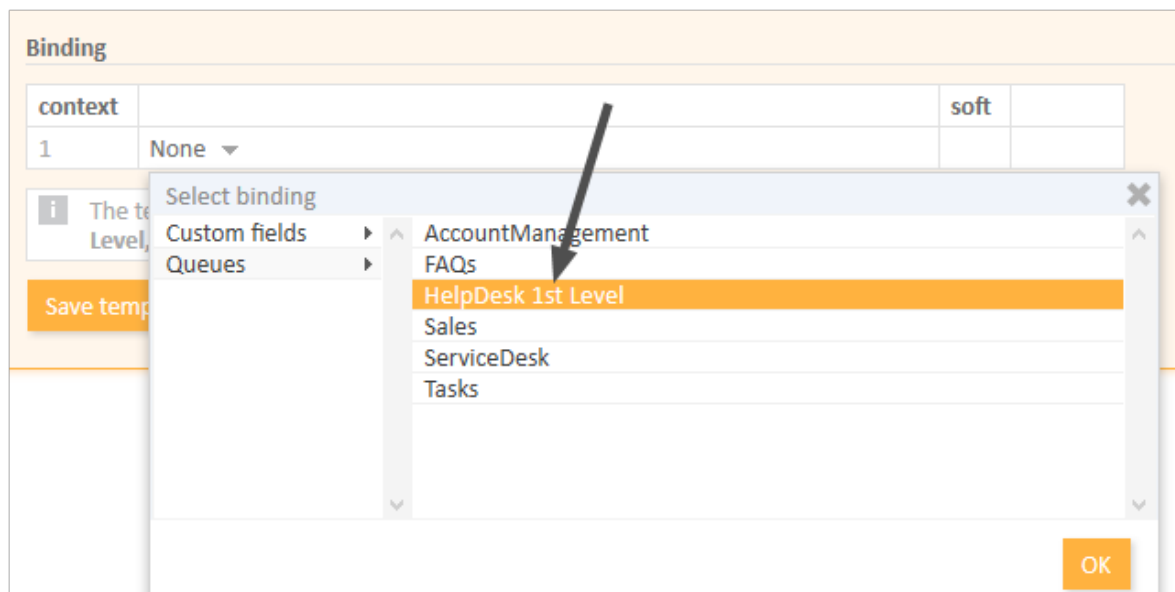 Binding
context soft
1 None
Select binding
i The te
Level,
Custom fields
Queues
AccountManagement
FAQs
HelpDesk 1st Level
Sales
ServiceDesk
Tasks
Save temp
OK